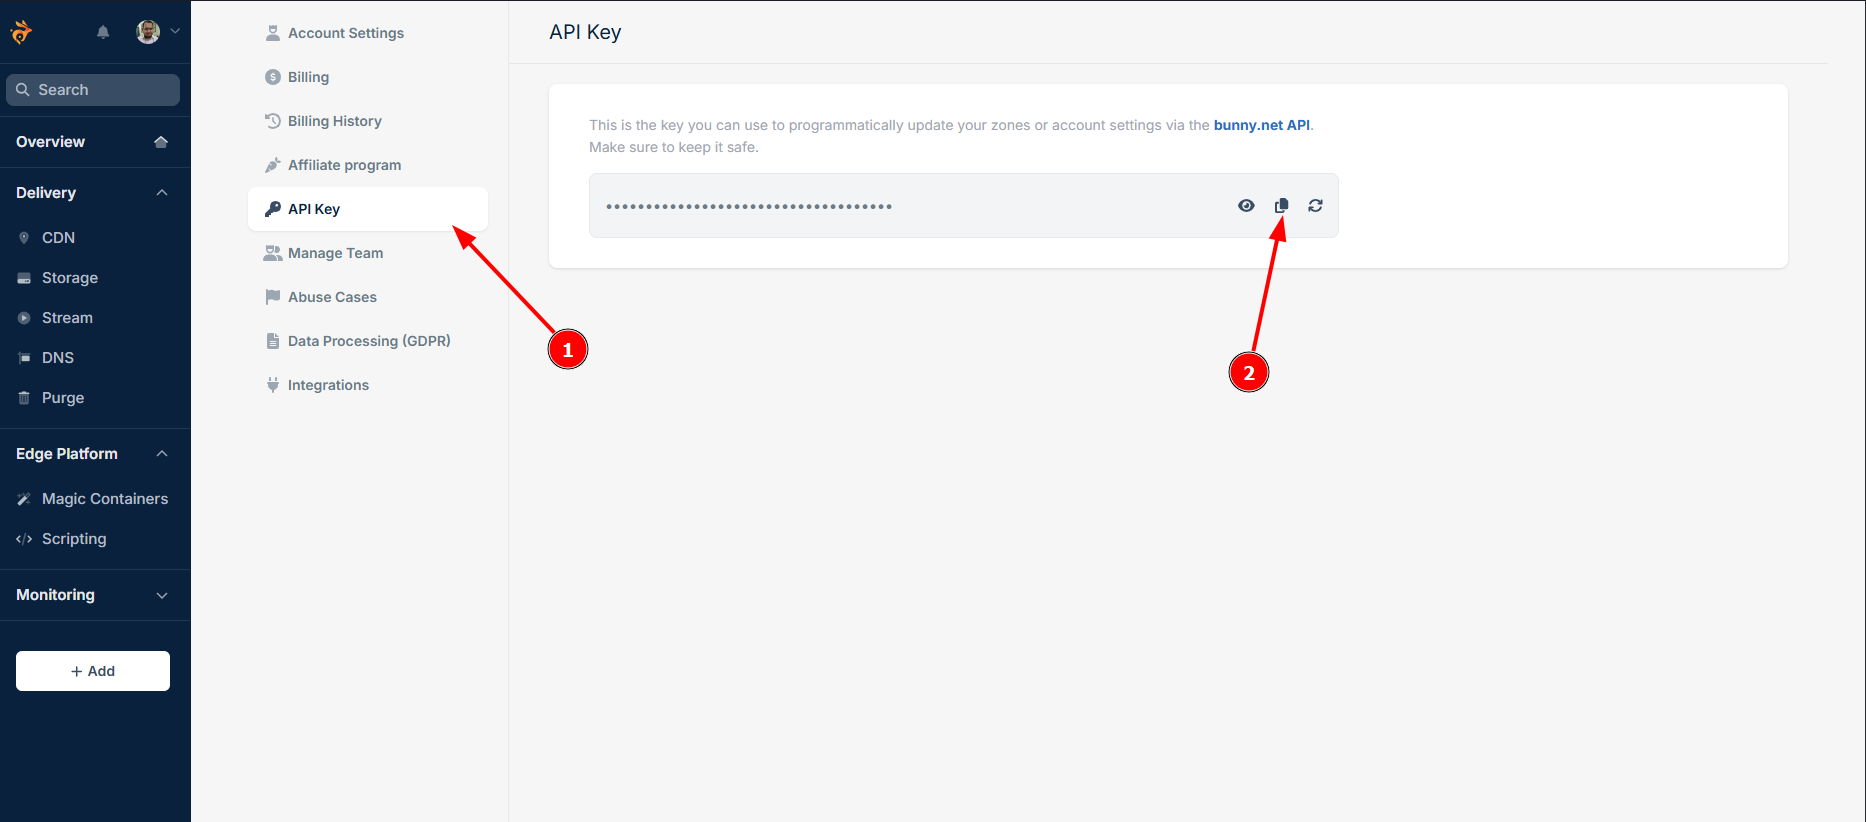 Search
Overview
Delivery
CDN
Storage
Stream
DNS
Purge
Edge Platform
Magic Containers
Scripting
Monitoring
+ Add
Account Settings
Billing
Billing History
Affiliate program
API Key
Manage Team
Abuse Cases
Data Processing (GDPR)
Integrations
API Key
This is the key you can use to programmatically update your zones or account settings via the bunny.net API.
Make sure to keep it safe.
••••••••••••••••••••••••••••••••••••
1
2